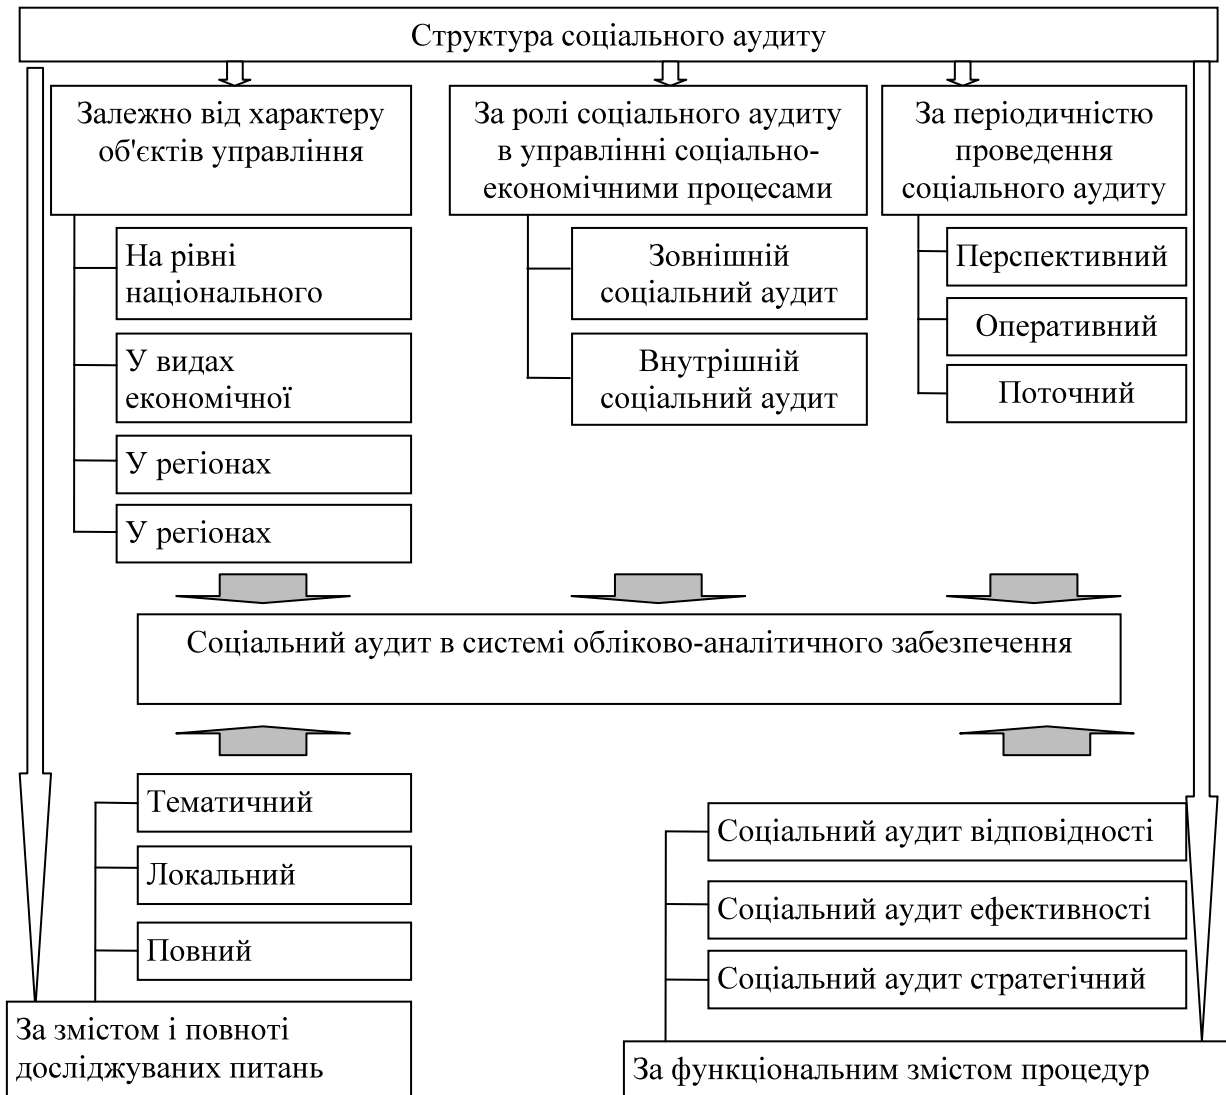 Структура соціального аудиту
Залежно від характеру
об'єктів управління
За ролі соціального аудиту
в управлінні соціально-
економічними процесами
За періодичністю
проведення
соціального аудиту
На рівні
національного
У видах
економічної
У регіонах
У регіонах
Зовнішній
соціальний аудит
Внутрішній
соціальний аудит
Перспективний
Оперативний
Поточний
Соціальний аудит в системі обліково-аналітичного забезпечення
Тематичний
Локальний
Повний
За змістом і повноті
досліджуваних питань
Соціальний аудит відповідності
Соціальний аудит ефективності
Соціальний аудит стратегічний
За функціональним змістом процедур